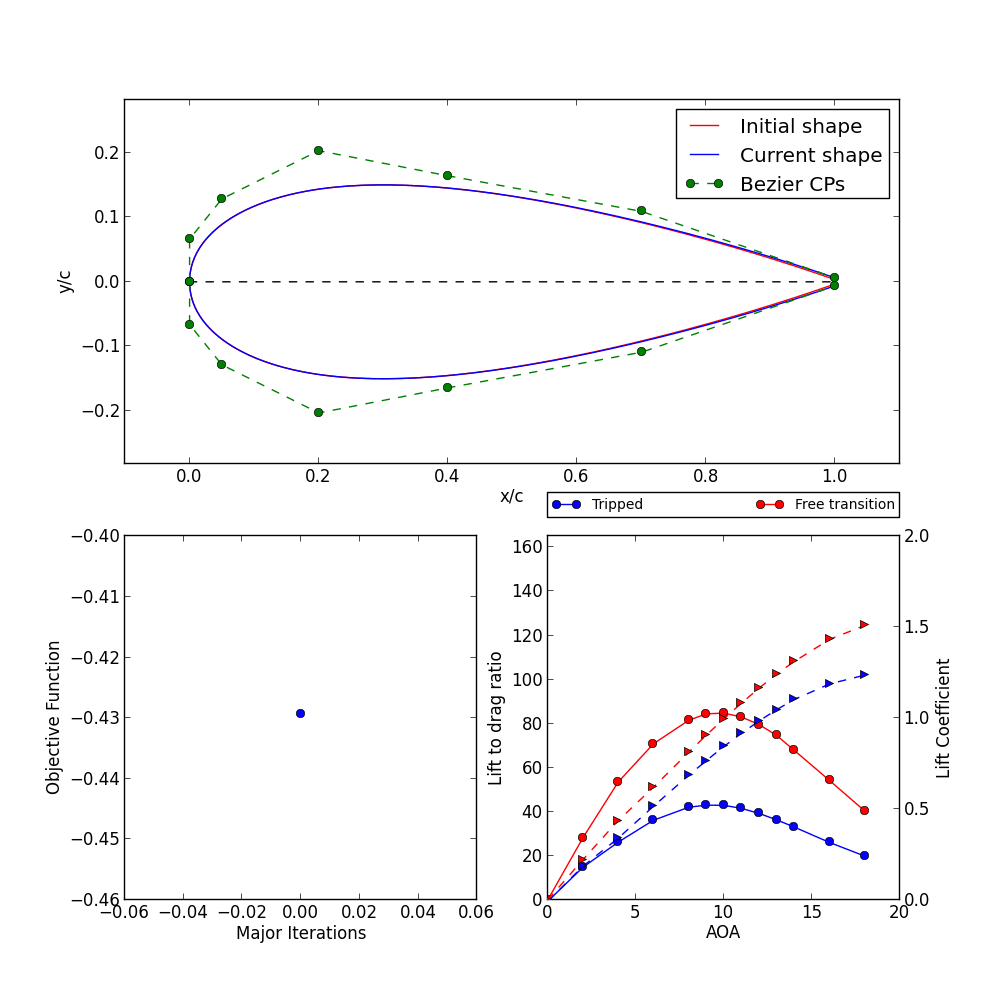 Initial shape
Current shape
Bezier CPs
0.2
0.1
0.0
−0.1
−0.2
y/c
0.0 0.2 0.4 0.6 0.8 1.0
x/c
Tripped Free transition
−0.40
−0.41
−0.42
−0.43
−0.44
−0.45
−0.46
Objective Function
−0.06 −0.04 −0.02 0.00 0.02 0.04 0.06
Major Iterations
160
140
120
100
80
60
40
20
0
Lift to drag ratio
2.0
1.5
1.0
0.5
0.0
Lift Coefficient
0 5 10 15 20
AOA